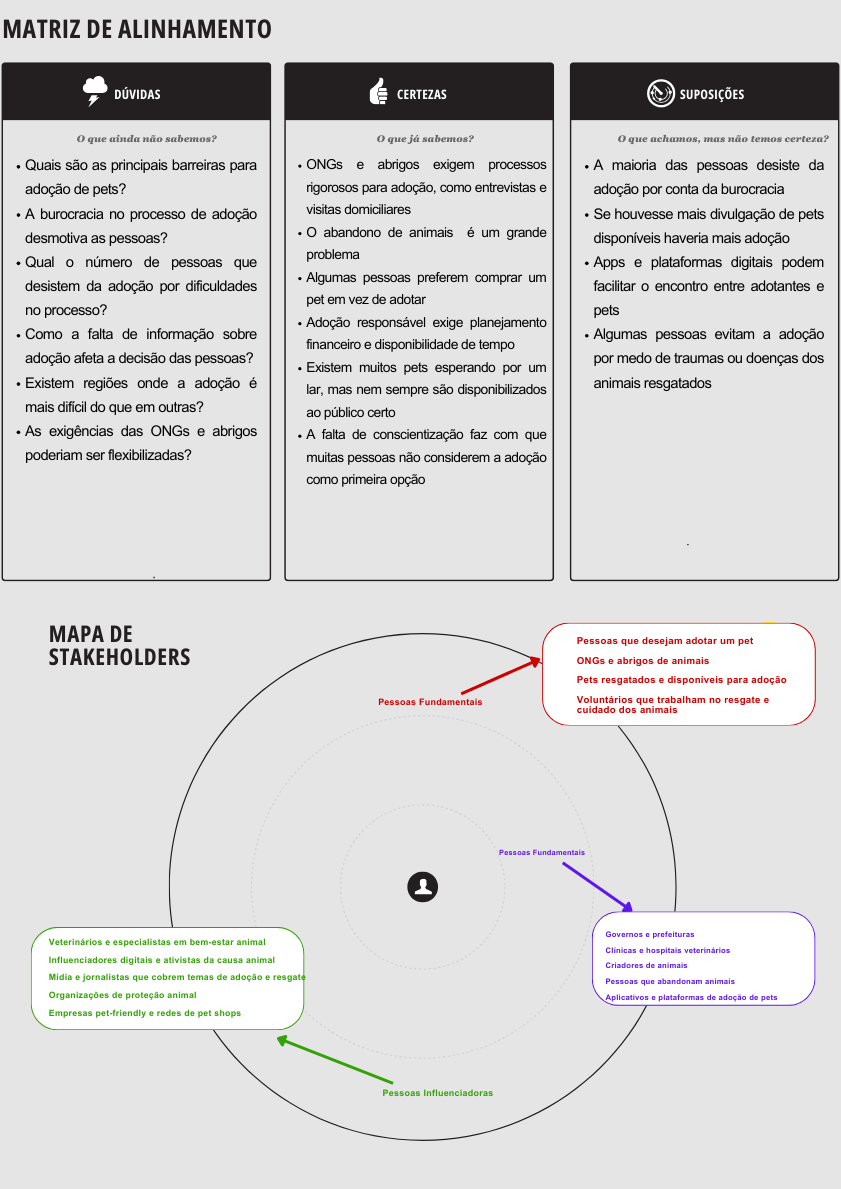 MATRIZ DE ALINHAMENTO
DÚVIDAS
O que ainda não sabemos?
• Quais são as principais barreiras para
adoção de pets?
• A burocracia no processo de adoção
desmotiva as pessoas?
• Qual o número de pessoas que
desistem da adoção por dificuldades
no processo?
• Como a falta de informação sobre
adoção afeta a decisão das pessoas?
• Existem regiões onde a adoção é
mais difícil do que em outras?
• As exigências das ONGs e abrigos
poderiam ser flexibilizadas?
.
CERTEZAS
O que já sabemos?
• ONGs e abrigos exigem processos
rigorosos para adoção, como entrevistas e
visitas domiciliares
• O abandono de animais é um grande
problema
• Algumas pessoas preferem comprar um
pet em vez de adotar
• Adoção responsável exige planejamento
financeiro e disponibilidade de tempo
• Existem muitos pets esperando por um
lar, mas nem sempre são disponibilizados
ao público certo
• A falta de conscientização faz com que
muitas pessoas não considerem a adoção
como primeira opção
SUPOSIÇÕES
O que achamos, mas não temos certeza?
• A maioria das pessoas desiste da
adoção por conta da burocracia
• Se houvesse mais divulgação de pets
disponíveis haveria mais adoção
• Apps e plataformas digitais podem
facilitar o encontro entre adotantes e
pets
• Algumas pessoas evitam a adoção
por medo de traumas ou doenças dos
animais resgatados
.
MAPA DE
STAKEHOLDERS
Pessoas que desejam adotar um pet
ONGs e abrigos de animais
Pets resgatados e disponíveis para adoção
Voluntários que trabalham no resgate e
cuidado dos animais
Pessoas Fundamentais
Pessoas Fundamentais
Governos e prefeituras
Clínicas e hospitais veterinários
Criadores de animais
Pessoas que abandonam animais
Aplicativos e plataformas de adoção de pets
Veterinários e especialistas em bem-estar animal
Influenciadores digitais e ativistas da causa animal
Mídia e jornalistas que cobrem temas de adoção e resgate
Organizações de proteção animal
Empresas pet-friendly e redes de pet shops
Pessoas Influenciadoras